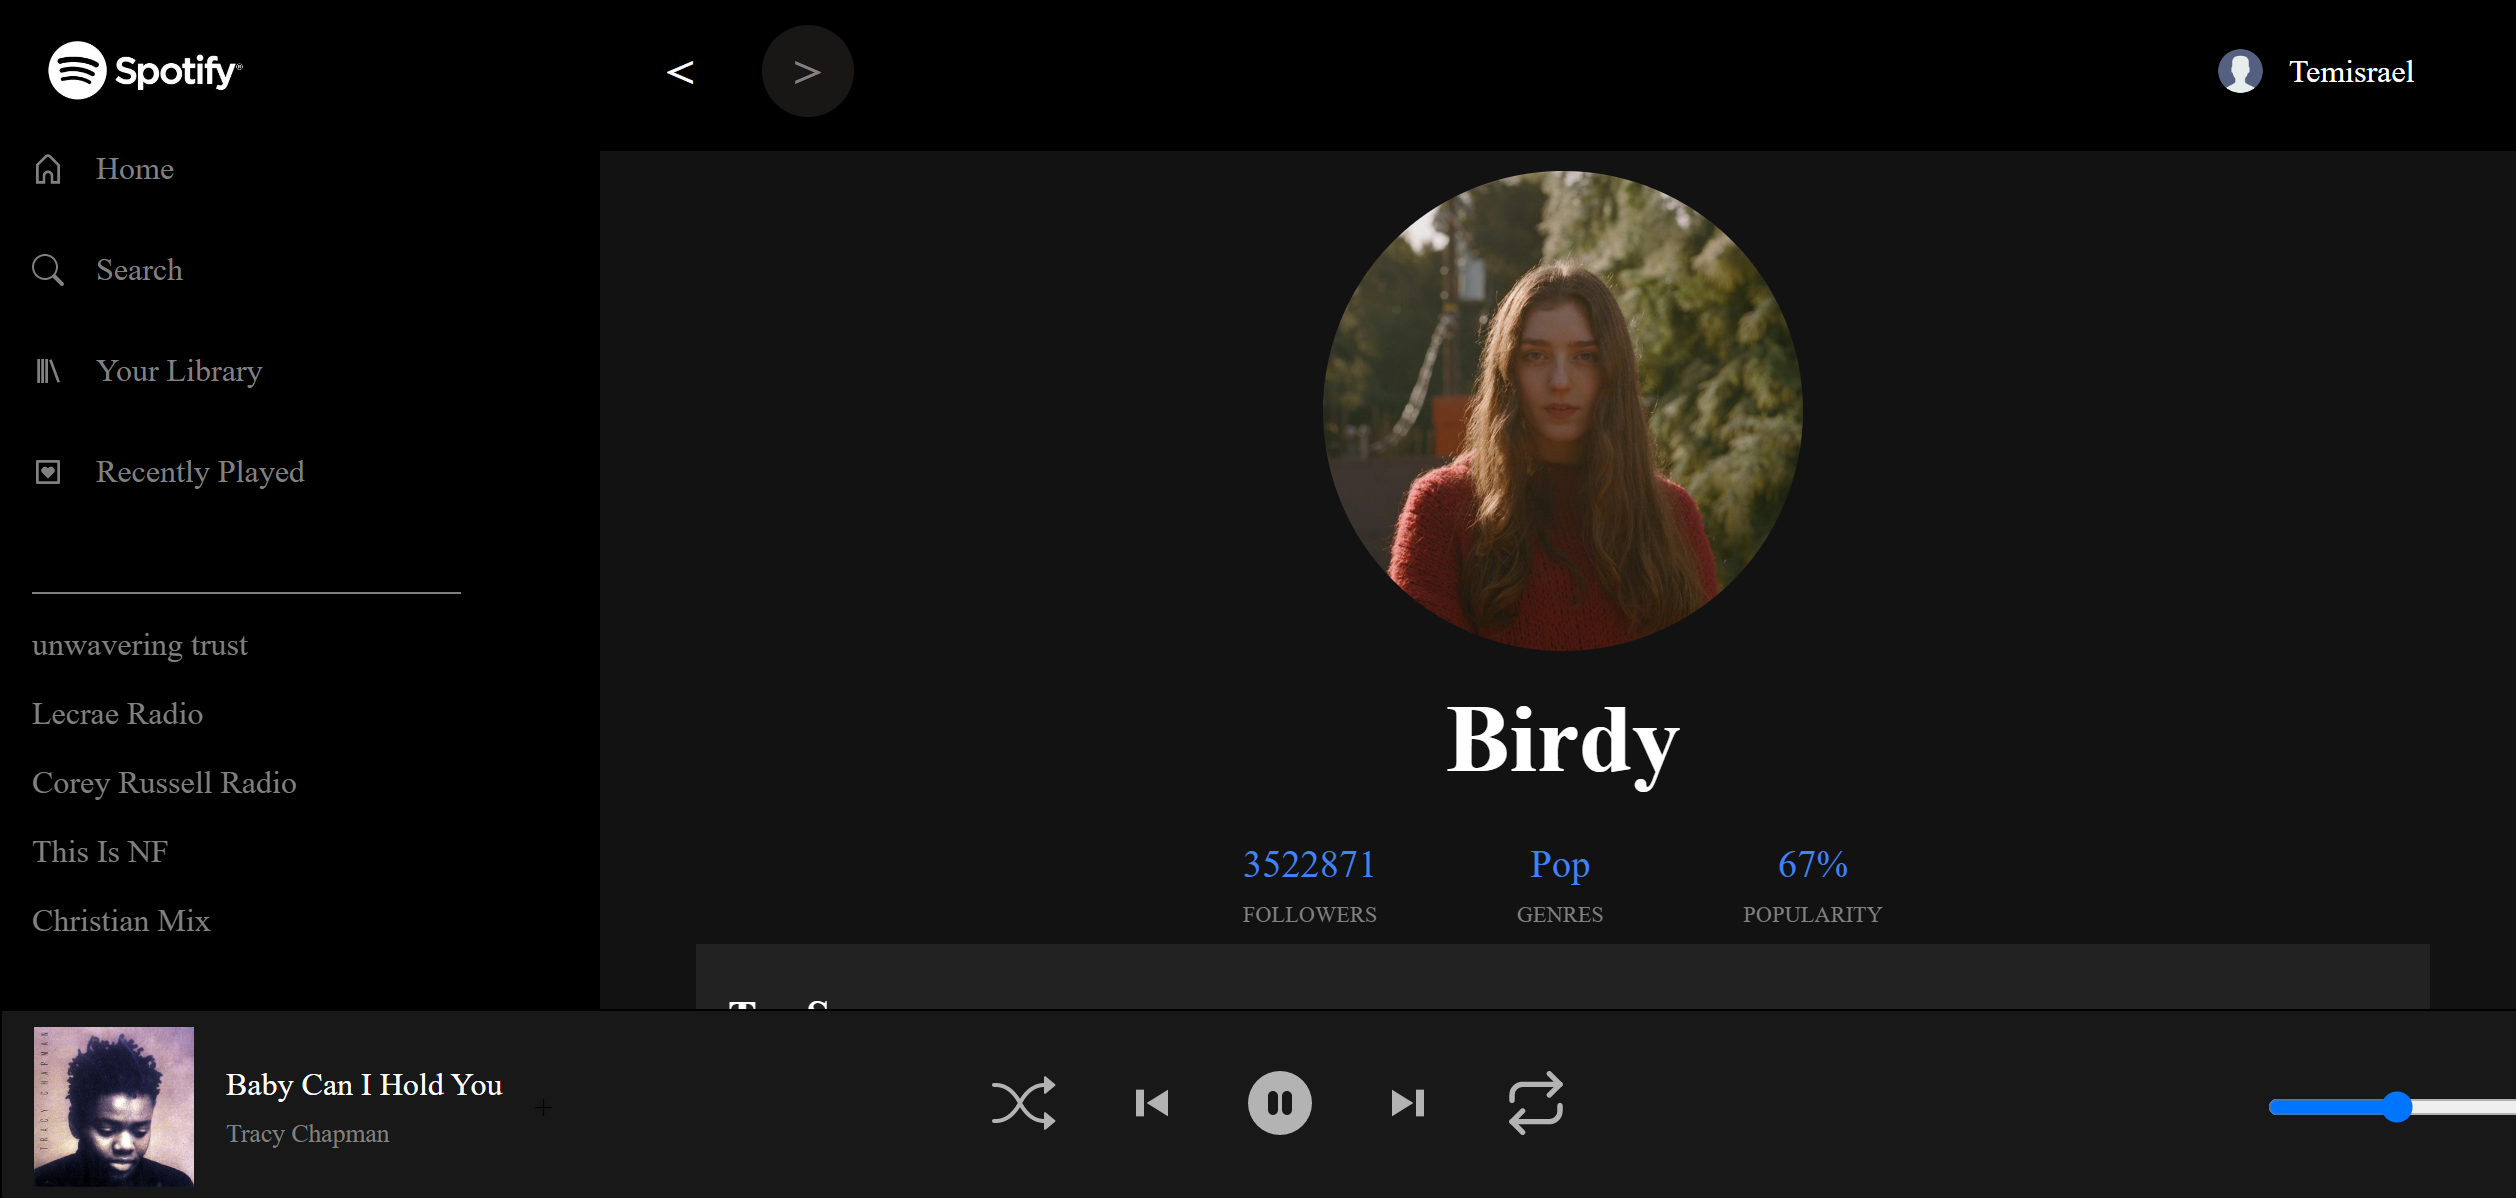 Spotify®
< >
Temisrael
Home
Search
Your Library
Recently Played
unwavering trust
Lecrae Radio
Corey Russell Radio
This Is NF
Christian Mix
Birdy
3522871 Pop 67%
FOLLOWERS GENRES POPULARITY
TRACY CHAPMAN
Baby Can I Hold You
+
Tracy Chapman